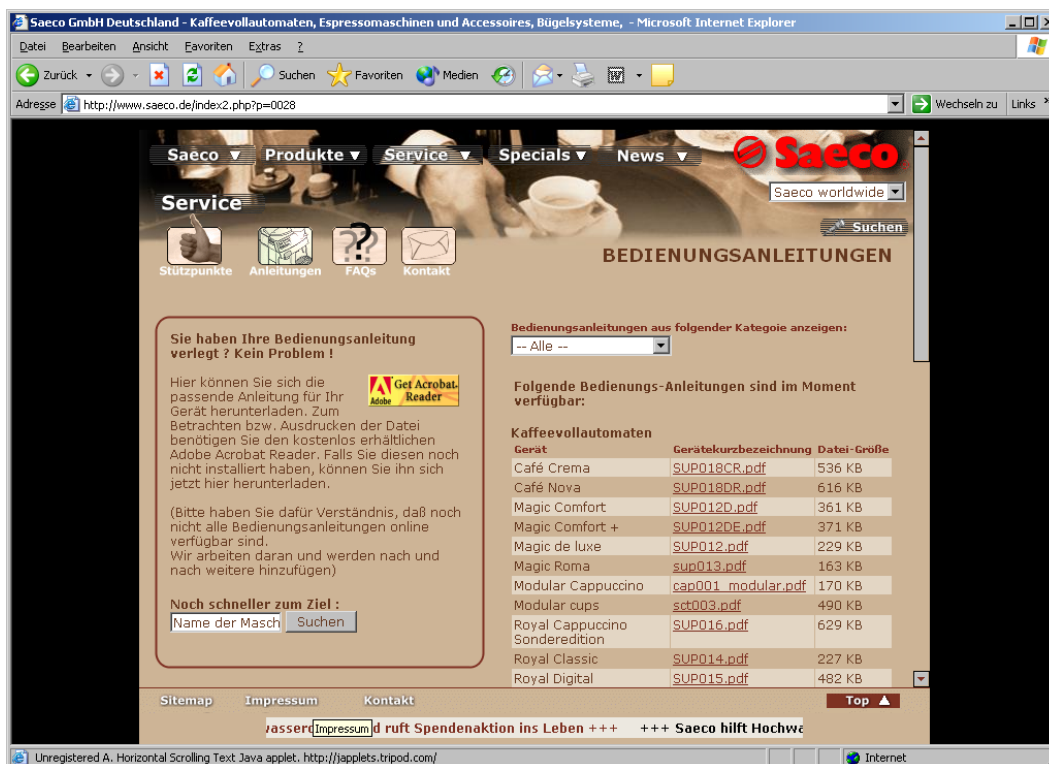 Saeco GmbH Deutschland - Kaffeevollautomaten, Espressomaschinen und Accessoires, Bügelsysteme, - Microsoft Internet Explorer
Datei Bearbeiten Ansicht Favoriten Extras ?
Zurück Suchen Favoriten Medien
Adresse http://www.saeco.de/index2.php?p=0028 Wechseln zu Links »
Saeco Produkte Service Specials News Saeco
Saeco worldwide
Service
Suchen
??
Stützpunkte Anleitungen FAQs Kontakt
BEDIENUNGSANLEITUNGEN
Sie haben Ihre Bedienungsanleitung
verlegt ? Kein Problem !
Hier können Sie sich die
passende Anleitung für Ihr
Gerät herunterladen. Zum
Betrachten bzw. Ausdrucken der Datei
benötigen Sie den kostenlos erhältlichen
Adobe Acrobat Reader. Falls Sie diesen noch
nicht installiert haben, können Sie ihn sich
jetzt hier herunterladen.
Get Acrobat
Adobe Reader
(Bitte haben Sie dafür Verständnis, daß noch
nicht alle Bedienungsanleitungen online
verfügbar sind.
Wir arbeiten daran und werden nach und
nach weitere hinzufügen)
Noch schneller zum Ziel :
Name der Masch Suchen
Bedienungsanleitungen aus folgender Kategoie anzeigen:
-- Alle --
Folgende Bedienungs-Anleitungen sind im Moment
verfügbar:
Kaffeevollautomaten
Gerät Gerätekurzbezeichnung Datei-Größe
Café Crema SUP018CR.pdf 536 KB
Café Nova SUP018DR.pdf 616 KB
Magic Comfort SUP012D.pdf 361 KB
Magic Comfort + SUP012DE.pdf 371 KB
Magic de luxe SUP012.pdf 229 KB
Magic Roma sup013.pdf 163 KB
Modular Cappuccino cap001_modular.pdf 170 KB
Modular cups sct003.pdf 490 KB
Royal Cappuccino SUP016.pdf 629 KB
Sonderedition
Royal Classic SUP014.pdf 227 KB
Royal Digital SUP015.pdf 482 KB
Sitemap Impressum Kontakt Top
Impressum d ruft Spendenaktion ins Leben +++ +++ Saeco hilft Hochwa
Unregistered A. Horizontal Scrolling Text Java applet. http://japplets.tripod.com/ Internet